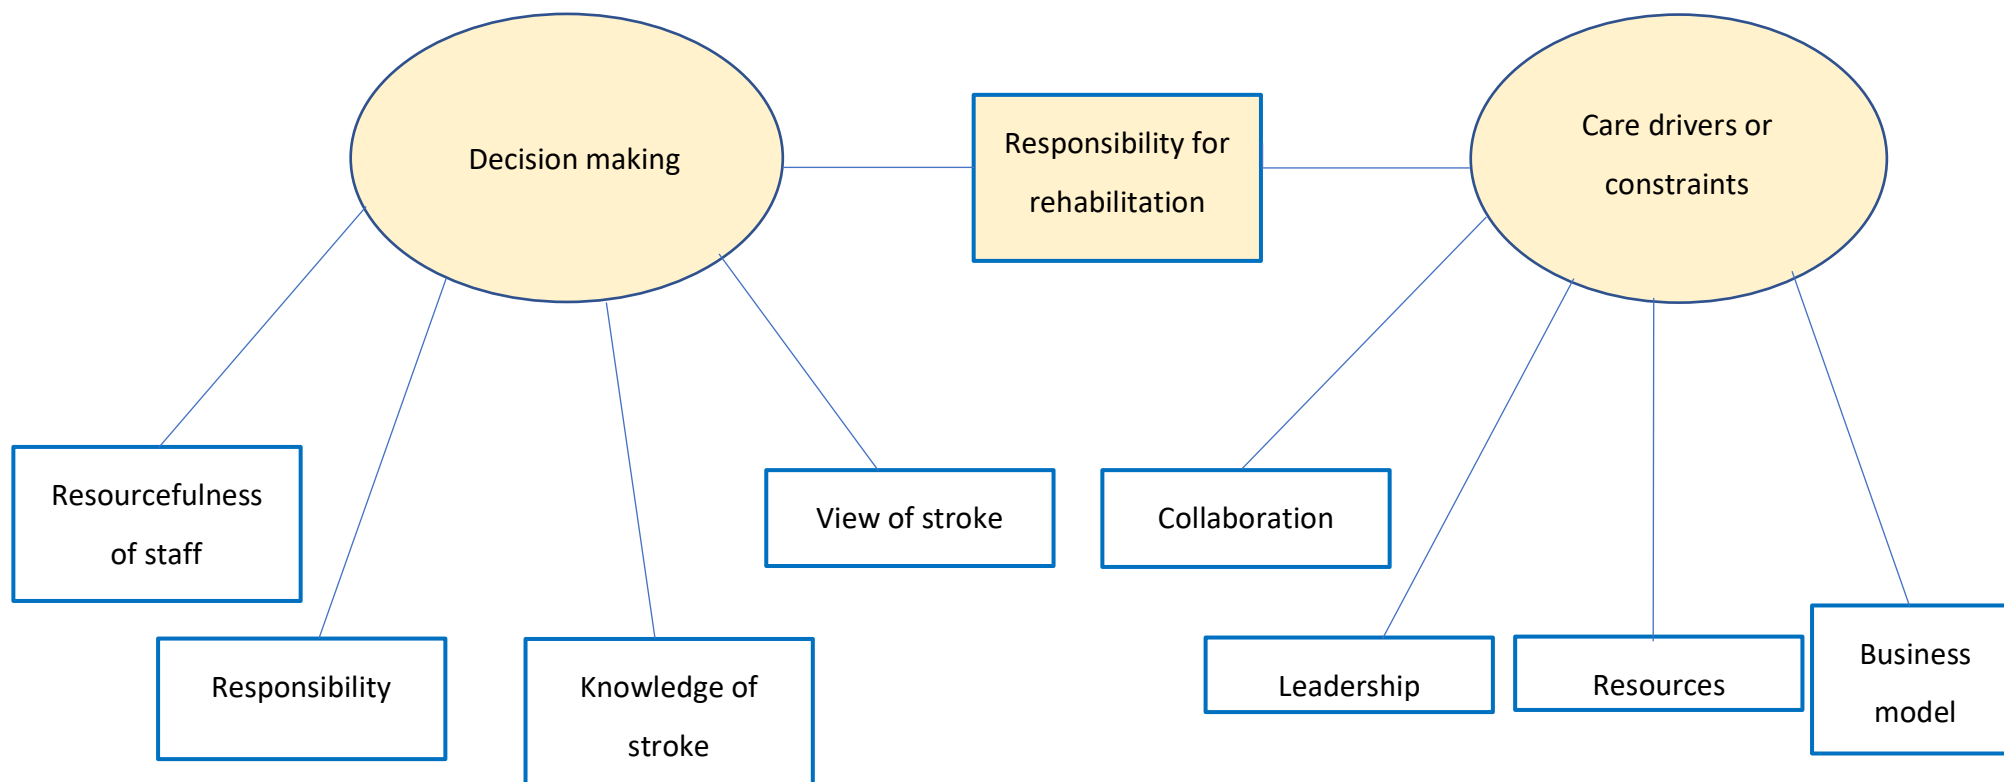 Decision making
Responsibility for
rehabilitation
Care drivers or
constraints
Resourcefulness
of staff
View of stroke
Collaboration
Responsibility
Knowledge of
stroke
Leadership
Resources
Business
model